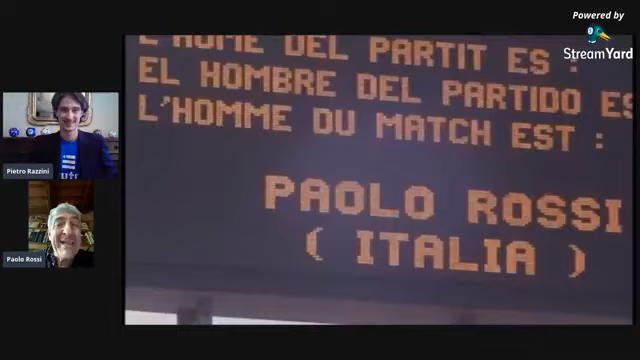 Powered by
StreamYard
L'HOME DEL PARTIT ES :
EL HOMBRE DEL PARTIDO ES
L'HOMME DU MATCH EST :
PAOLO ROSSI
( ITALIA )
Pietro Razzini
Paolo Rossi